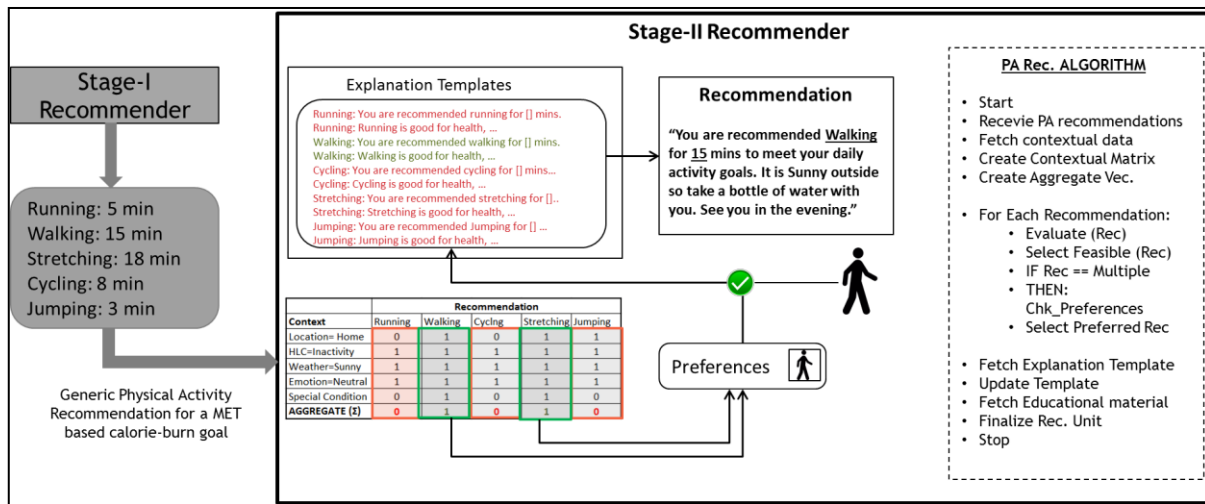 Stage-II Recommender
Stage-I
Recommender
Running: 5 min
Walking: 15 min
Stretching: 18 min
Cycling: 8 min
Jumping: 3 min
Generic Physical Activity
Recommendation for a MET
based calorie-burn goal
Explanation Templates
Running: You are recommended running for [] mins.
Running: Running is good for health, ...
Walking: You are recommended walking for [] mins.
Walking: Walking is good for health, ...
Cycling: You are recommended cycling for [] mins...
Cycling: Cycling is good for health, ...
Stretching: You are recommended stretching for []..
Stretching: Stretching is good for health, ...
Jumping: You are recommended Jumping for [] ...
Jumping: Jumping is good for health, ...
Recommendation
“You are recommended Walking
for 15 mins to meet your daily
activity goals. It is Sunny outside
so take a bottle of water with
you. See you in the evening.”
Recommendation
Context Running Walking Cyclng Stretching Jumping
Location= Home 0 1 0 1 1
HLC=Inactivity 1 1 1 1 1
Weather=Sunny 1 1 1 1 1
Emotion=Neutral 1 1 1 1 1
Special Condition 0 1 0 1 0
AGGREGATE (Σ) 0 1 0 1 0
Preferences
PA Rec. ALGORITHM
• Start
• Recevie PA recommendations
• Fetch contextual data
• Create Contextual Matrix
• Create Aggregate Vec.
• For Each Recommendation:
• Evaluate (Rec)
• Select Feasible (Rec)
• IF Rec == Multiple
• THEN:
Chk_Preferences
• Select Preferred Rec
• Fetch Explanation Template
• Update Template
• Fetch Educational material
• Finalize Rec. Unit
• Stop